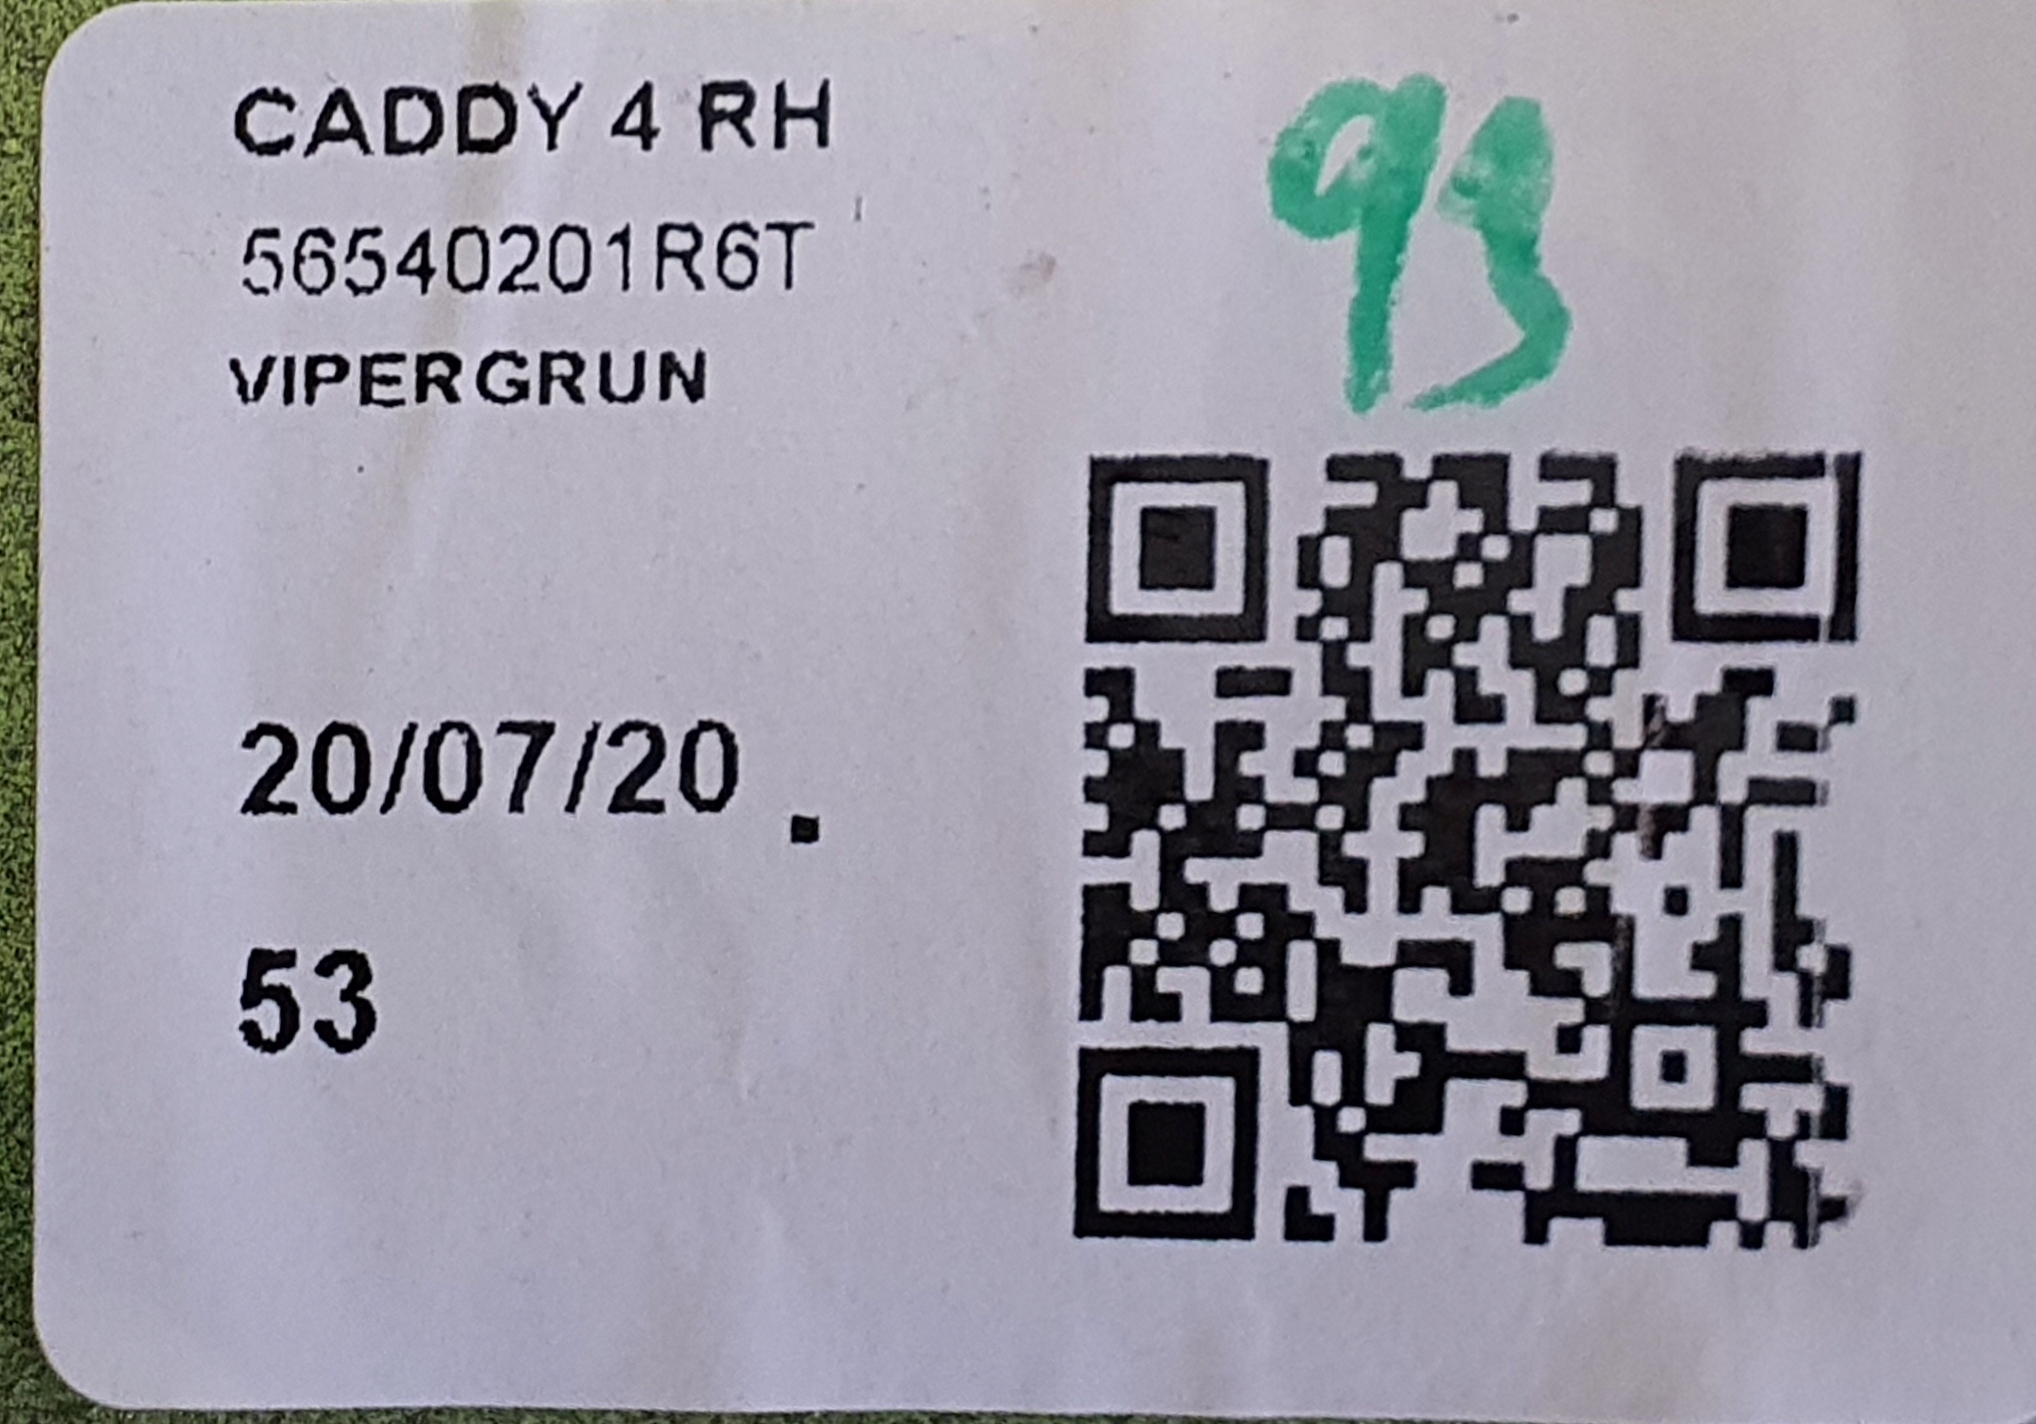 CADDY 4 RH
93
56540201R6T
VIPERGRUN
20/07/20 .
53